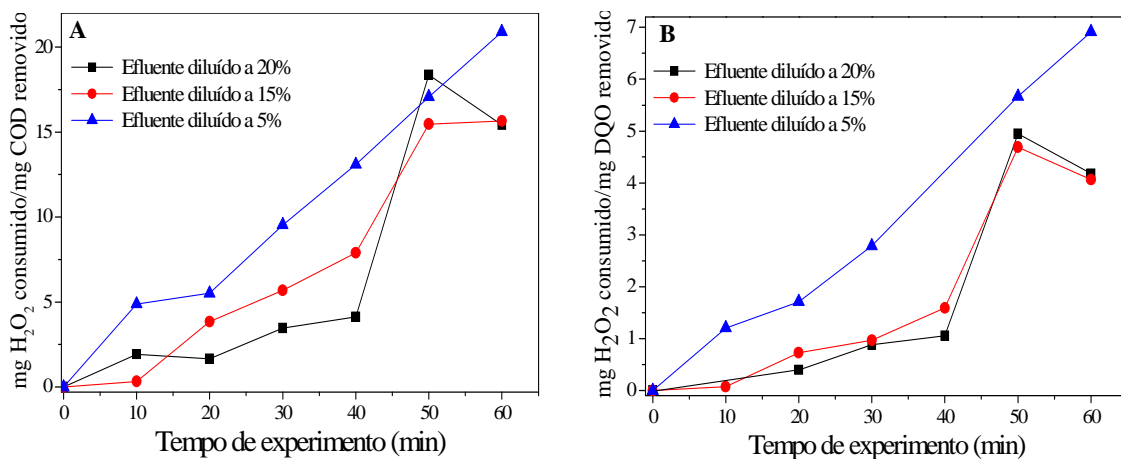 A
Efluente diluído a 20%
Efluente diluído a 15%
Efluente diluído a 5%
mg H₂O₂ consumido/mg COD removido
20
15
10
5
0
0 10 20 30 40 50 60
Tempo de experimento (min)
B
Efluente diluído a 20%
Efluente diluído a 15%
Efluente diluído a 5%
mg H₂O₂ consumido/mg DQO removido
7
6
5
4
3
2
1
0
0 10 20 30 40 50 60
Tempo de experimento (min)